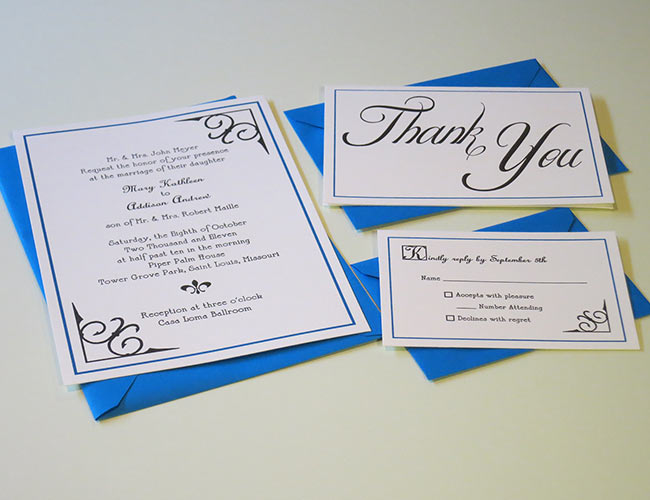 Mr. & Mrs. John Meyer
Request the honor of your presence
at the marriage of their daughter
Mary Kathleen
to
Addison Andrew
son of Mr. & Mrs. Robert Maille
Saturday, the Eighth of October
Two Thousand and Eleven
at half past ten in the morning
Piper Palm House
Tower Grove Park, Saint Louis, Missouri
Reception at three o'clock
Casa Loma Ballroom
Thank You
Kindly reply by September 8th
Name
Accepts with pleasure
Number Attending
Declines with regret